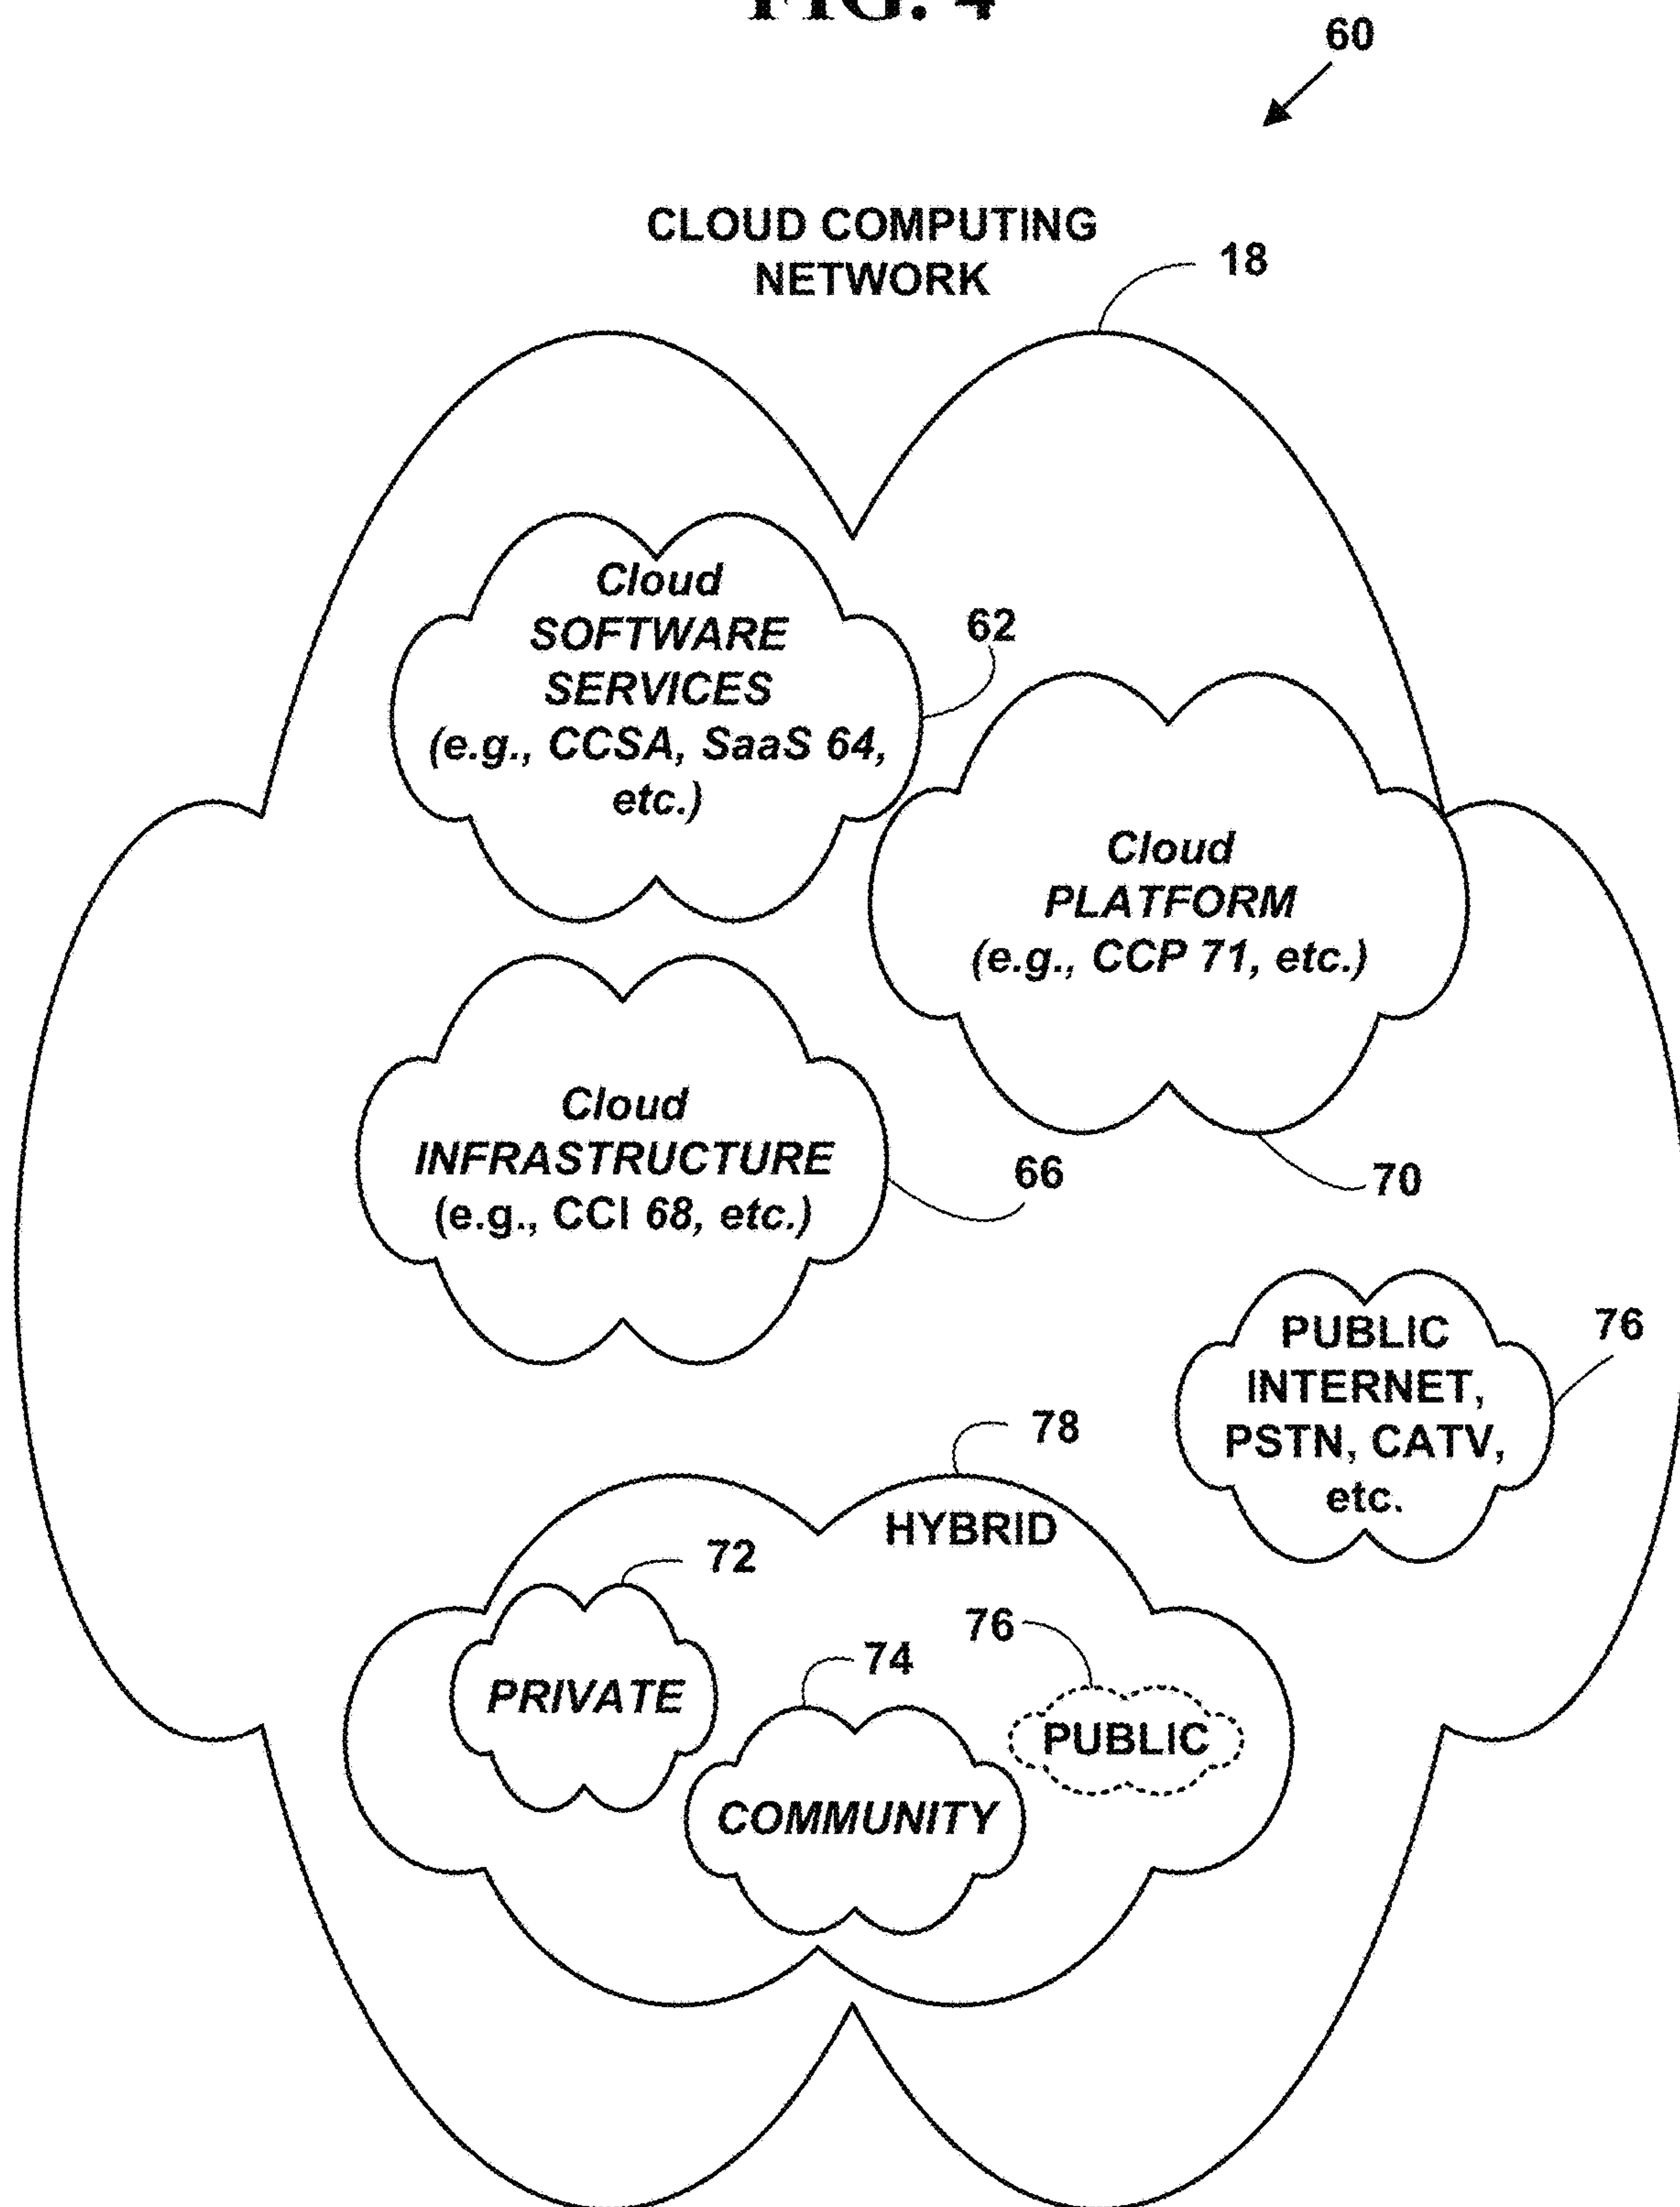 FIG. 4
60
CLOUD COMPUTING
NETWORK
18
Cloud
SOFTWARE
SERVICES
(e.g., CCSA, SaaS 64,
etc.)
62
Cloud
PLATFORM
(e.g., CCP 71, etc.)
70
Cloud
INFRASTRUCTURE
(e.g., CCI 68, etc.)
66
PUBLIC
INTERNET,
PSTN, CATV,
etc.
76
78
HYBRID
72
PRIVATE
74
COMMUNITY
76
PUBLIC